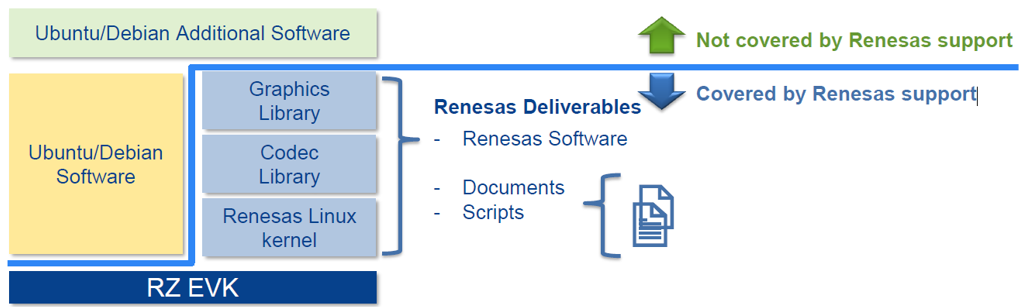 Ubuntu/Debian Additional Software
Not covered by Renesas support
Covered by Renesas support
Ubuntu/Debian
Software
Graphics
Library
Codec
Library
Renesas Linux
kernel
Renesas Deliverables
- Renesas Software
- Documents
- Scripts
RZ EVK